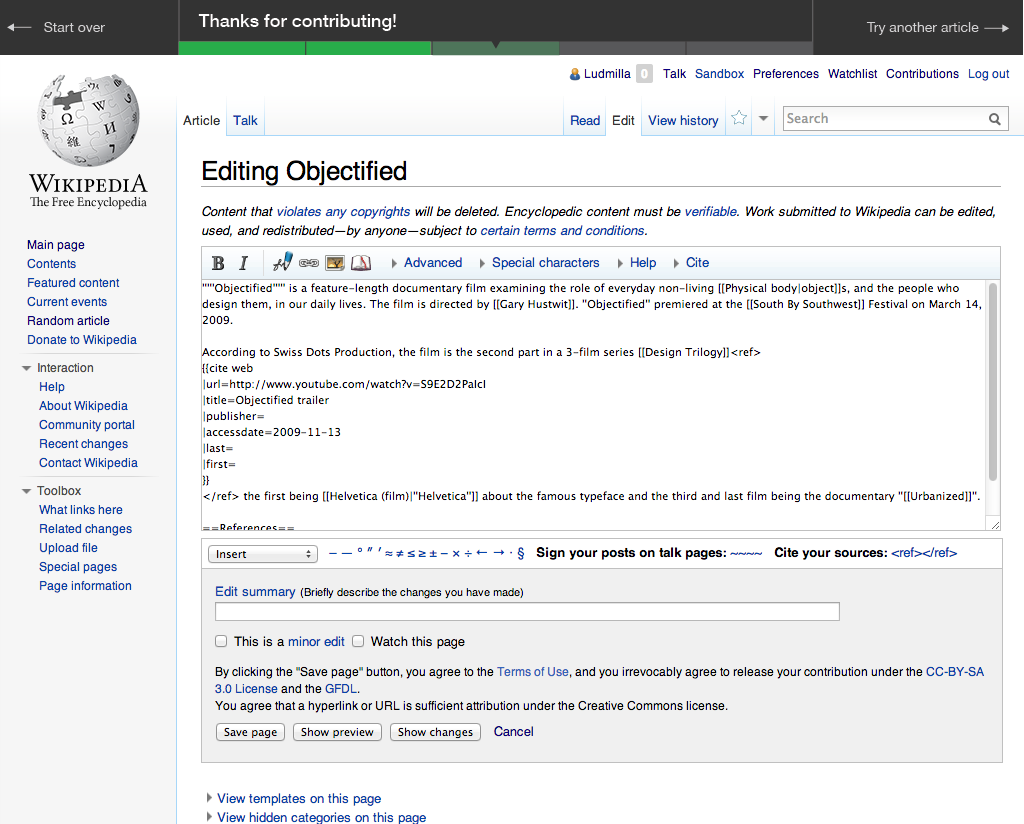 Start over
Thanks for contributing!
Try another article
Ludmilla 0 Talk Sandbox Preferences Watchlist Contributions Log out
Article Talk Read Edit View history Search
Ω W И 維
WIKIPEDIA
The Free Encyclopedia
Main page
Contents
Featured content
Current events
Random article
Donate to Wikipedia
Interaction
Help
About Wikipedia
Community portal
Recent changes
Contact Wikipedia
Toolbox
What links here
Related changes
Upload file
Special pages
Page information
Editing Objectified
Content that violates any copyrights will be deleted. Encyclopedic content must be verifiable. Work submitted to Wikipedia can be edited,
used, and redistributed—by anyone—subject to certain terms and conditions.
B I Advanced Special characters Help Cite
"""Objectified""" is a feature-length documentary film examining the role of everyday non-living [[Physical body|object]]s, and the people who
design them, in our daily lives. The film is directed by [[Gary Hustwit]]. "Objectified" premiered at the [[South By Southwest]] Festival on March 14,
2009.
According to Swiss Dots Production, the film is the second part in a 3-film series [[Design Trilogy]]<ref>
{{cite web
|url=http://www.youtube.com/watch?v=S9E2D2PaIcI
|title=Objectified trailer
|publisher=
|accessdate=2009-11-13
|last=
|first=
}}
</ref> the first being [[Helvetica (film)|"Helvetica"]] about the famous typeface and the third and last film being the documentary "[[Urbanized]]".
==References==
Insert – — ° ″ ′ ≈ ≠ ≤ ≥ ± − × ÷ ← → · § Sign your posts on talk pages: ~~~~ Cite your sources: <ref></ref>
Edit summary (Briefly describe the changes you have made)
This is a minor edit Watch this page
By clicking the "Save page" button, you agree to the Terms of Use, and you irrevocably agree to release your contribution under the CC-BY-SA
3.0 License and the GFDL.
You agree that a hyperlink or URL is sufficient attribution under the Creative Commons license.
Save page Show preview Show changes Cancel
View templates on this page
View hidden categories on this page